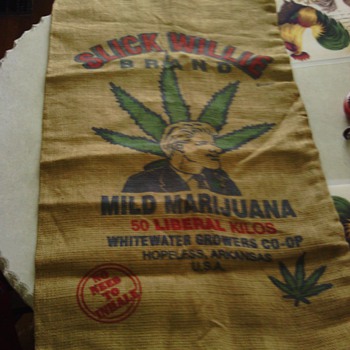 SLICK WILLIE
BRAND
MILD MARIJUANA
50 LIBERAL KILOS
WHITEWATER GROWERS CO-OP
HOPELESS, ARKANSAS
U.S.A.
NO
NEED TO
INHALE